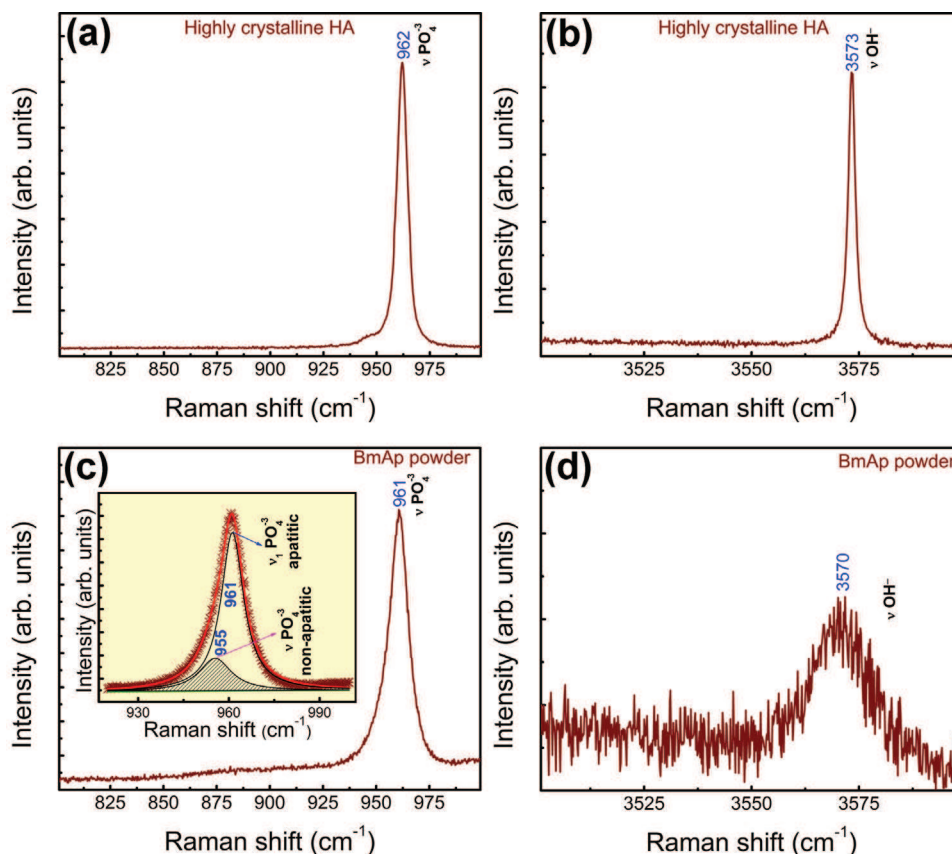 (a)
Highly crystalline HA
962
ν PO₄⁻³
Intensity (arb. units)
825 850 875 900 925 950 975
Raman shift (cm⁻¹)
(b)
Highly crystalline HA
3573
ν OH⁻
Intensity (arb. units)
3525 3550 3575
Raman shift (cm⁻¹)
(c)
BmAp powder
961
ν PO₄⁻³
Intensity (arb. units)
825 850 875 900 925 950 975
Raman shift (cm⁻¹)
ν₁ PO₄⁻³
apatitic
961
955
ν PO₄⁻³
non-apatitic
Intensity (arb. units)
930 960 990
Raman shift (cm⁻¹)
(d)
BmAp powder
3570
ν OH⁻
Intensity (arb. units)
3525 3550 3575
Raman shift (cm⁻¹)